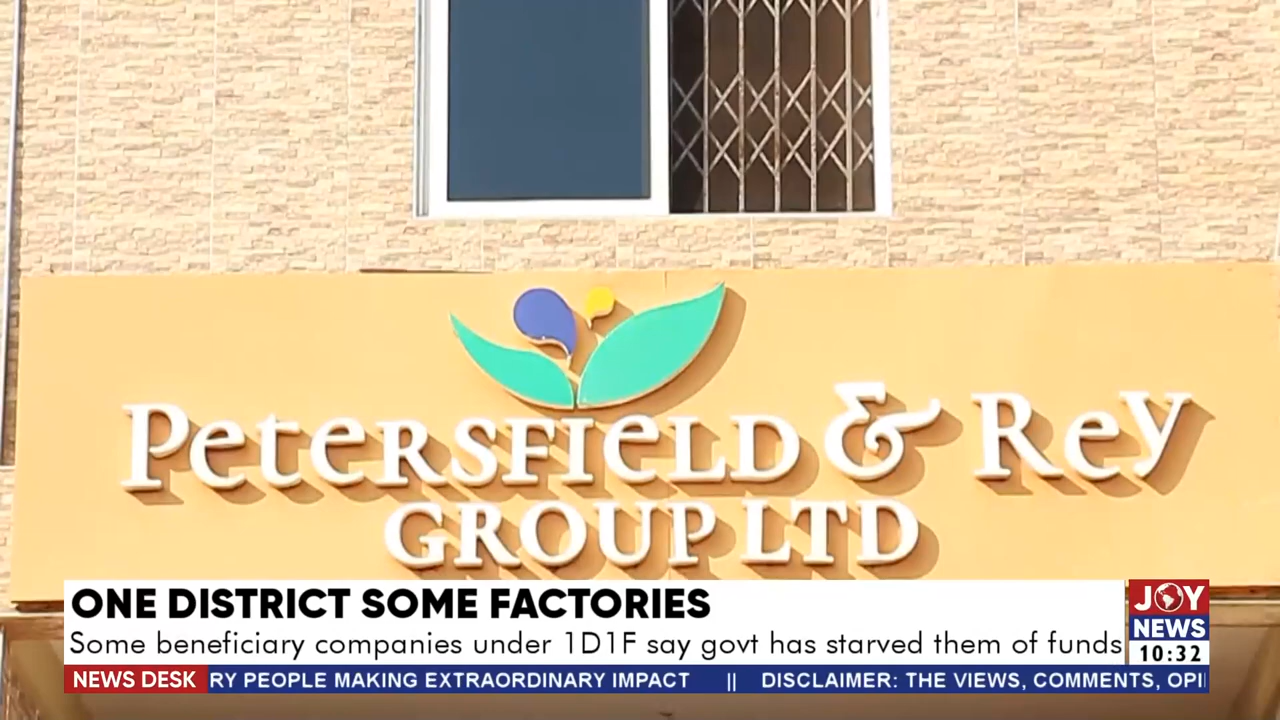 Petersfield & Rey
GROUP LTD
ONE DISTRICT SOME FACTORIES
Some beneficiary companies under 1D1F say govt has starved them of funds
JOY
NEWS
10:32
NEWS DESK
RY PEOPLE MAKING EXTRAORDINARY IMPACT || DISCLAIMER: THE VIEWS, COMMENTS, OPI